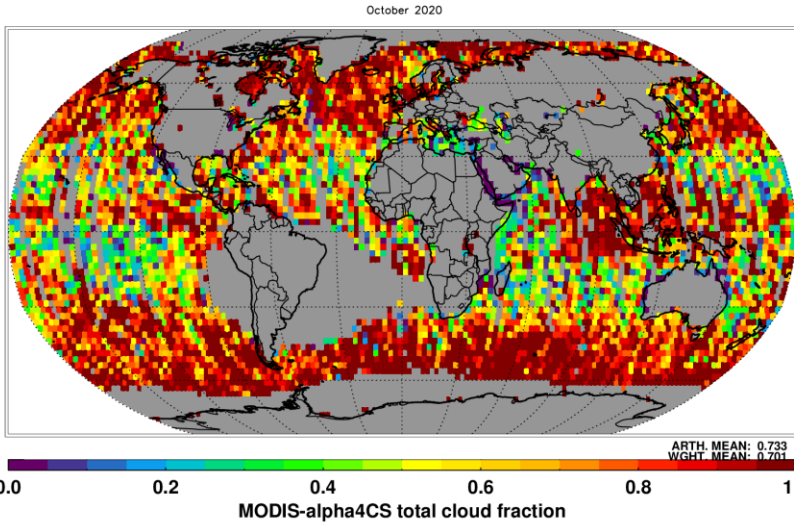 October 2020
ARTH. MEAN: 0.733
WGHT. MEAN: 0.701
0.0 0.2 0.4 0.6 0.8 1
MODIS-alpha4CS total cloud fraction